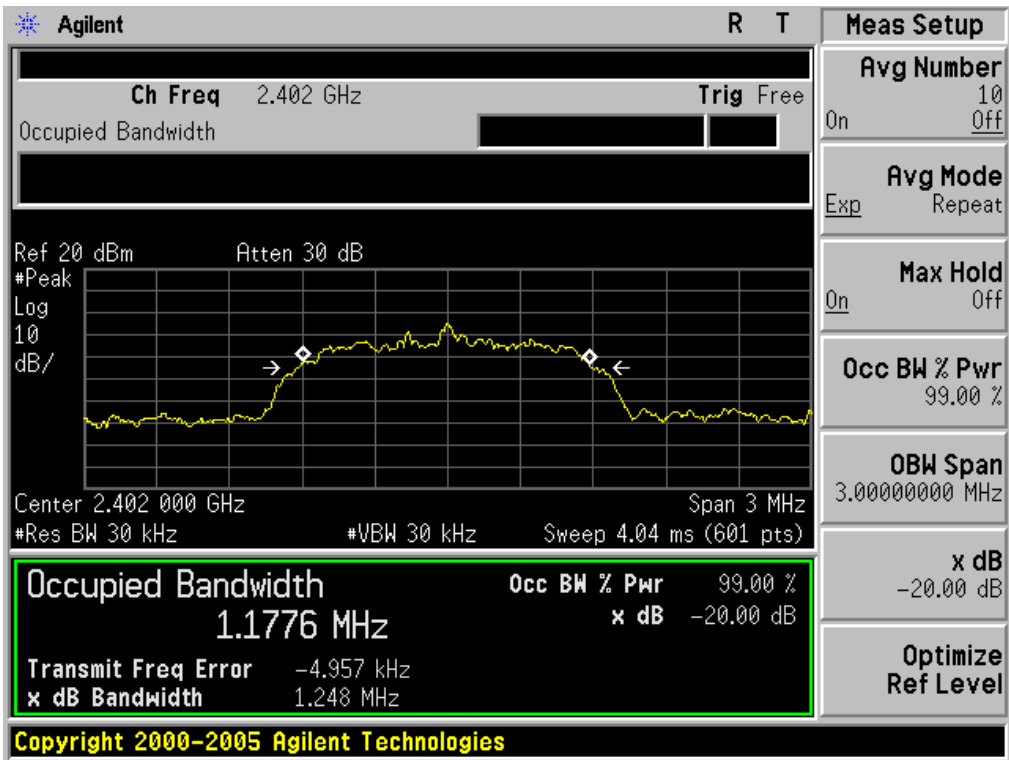 Agilent R T
Ch Freq 2.402 GHz Trig Free
Occupied Bandwidth
Ref 20 dBm Atten 30 dB
#Peak
Log
10
dB/
Center 2.402 000 GHz Span 3 MHz
#Res BW 30 kHz #VBW 30 kHz Sweep 4.04 ms (601 pts)
Occupied Bandwidth Occ BW % Pwr 99.00 %
1.1776 MHz x dB -20.00 dB
Transmit Freq Error -4.957 kHz
x dB Bandwidth 1.248 MHz
Copyright 2000-2005 Agilent Technologies
Meas Setup
Avg Number
10
On Off
Avg Mode
Exp Repeat
Max Hold
On Off
Occ BW % Pwr
99.00 %
OBW Span
3.00000000 MHz
x dB
-20.00 dB
Optimize
Ref Level